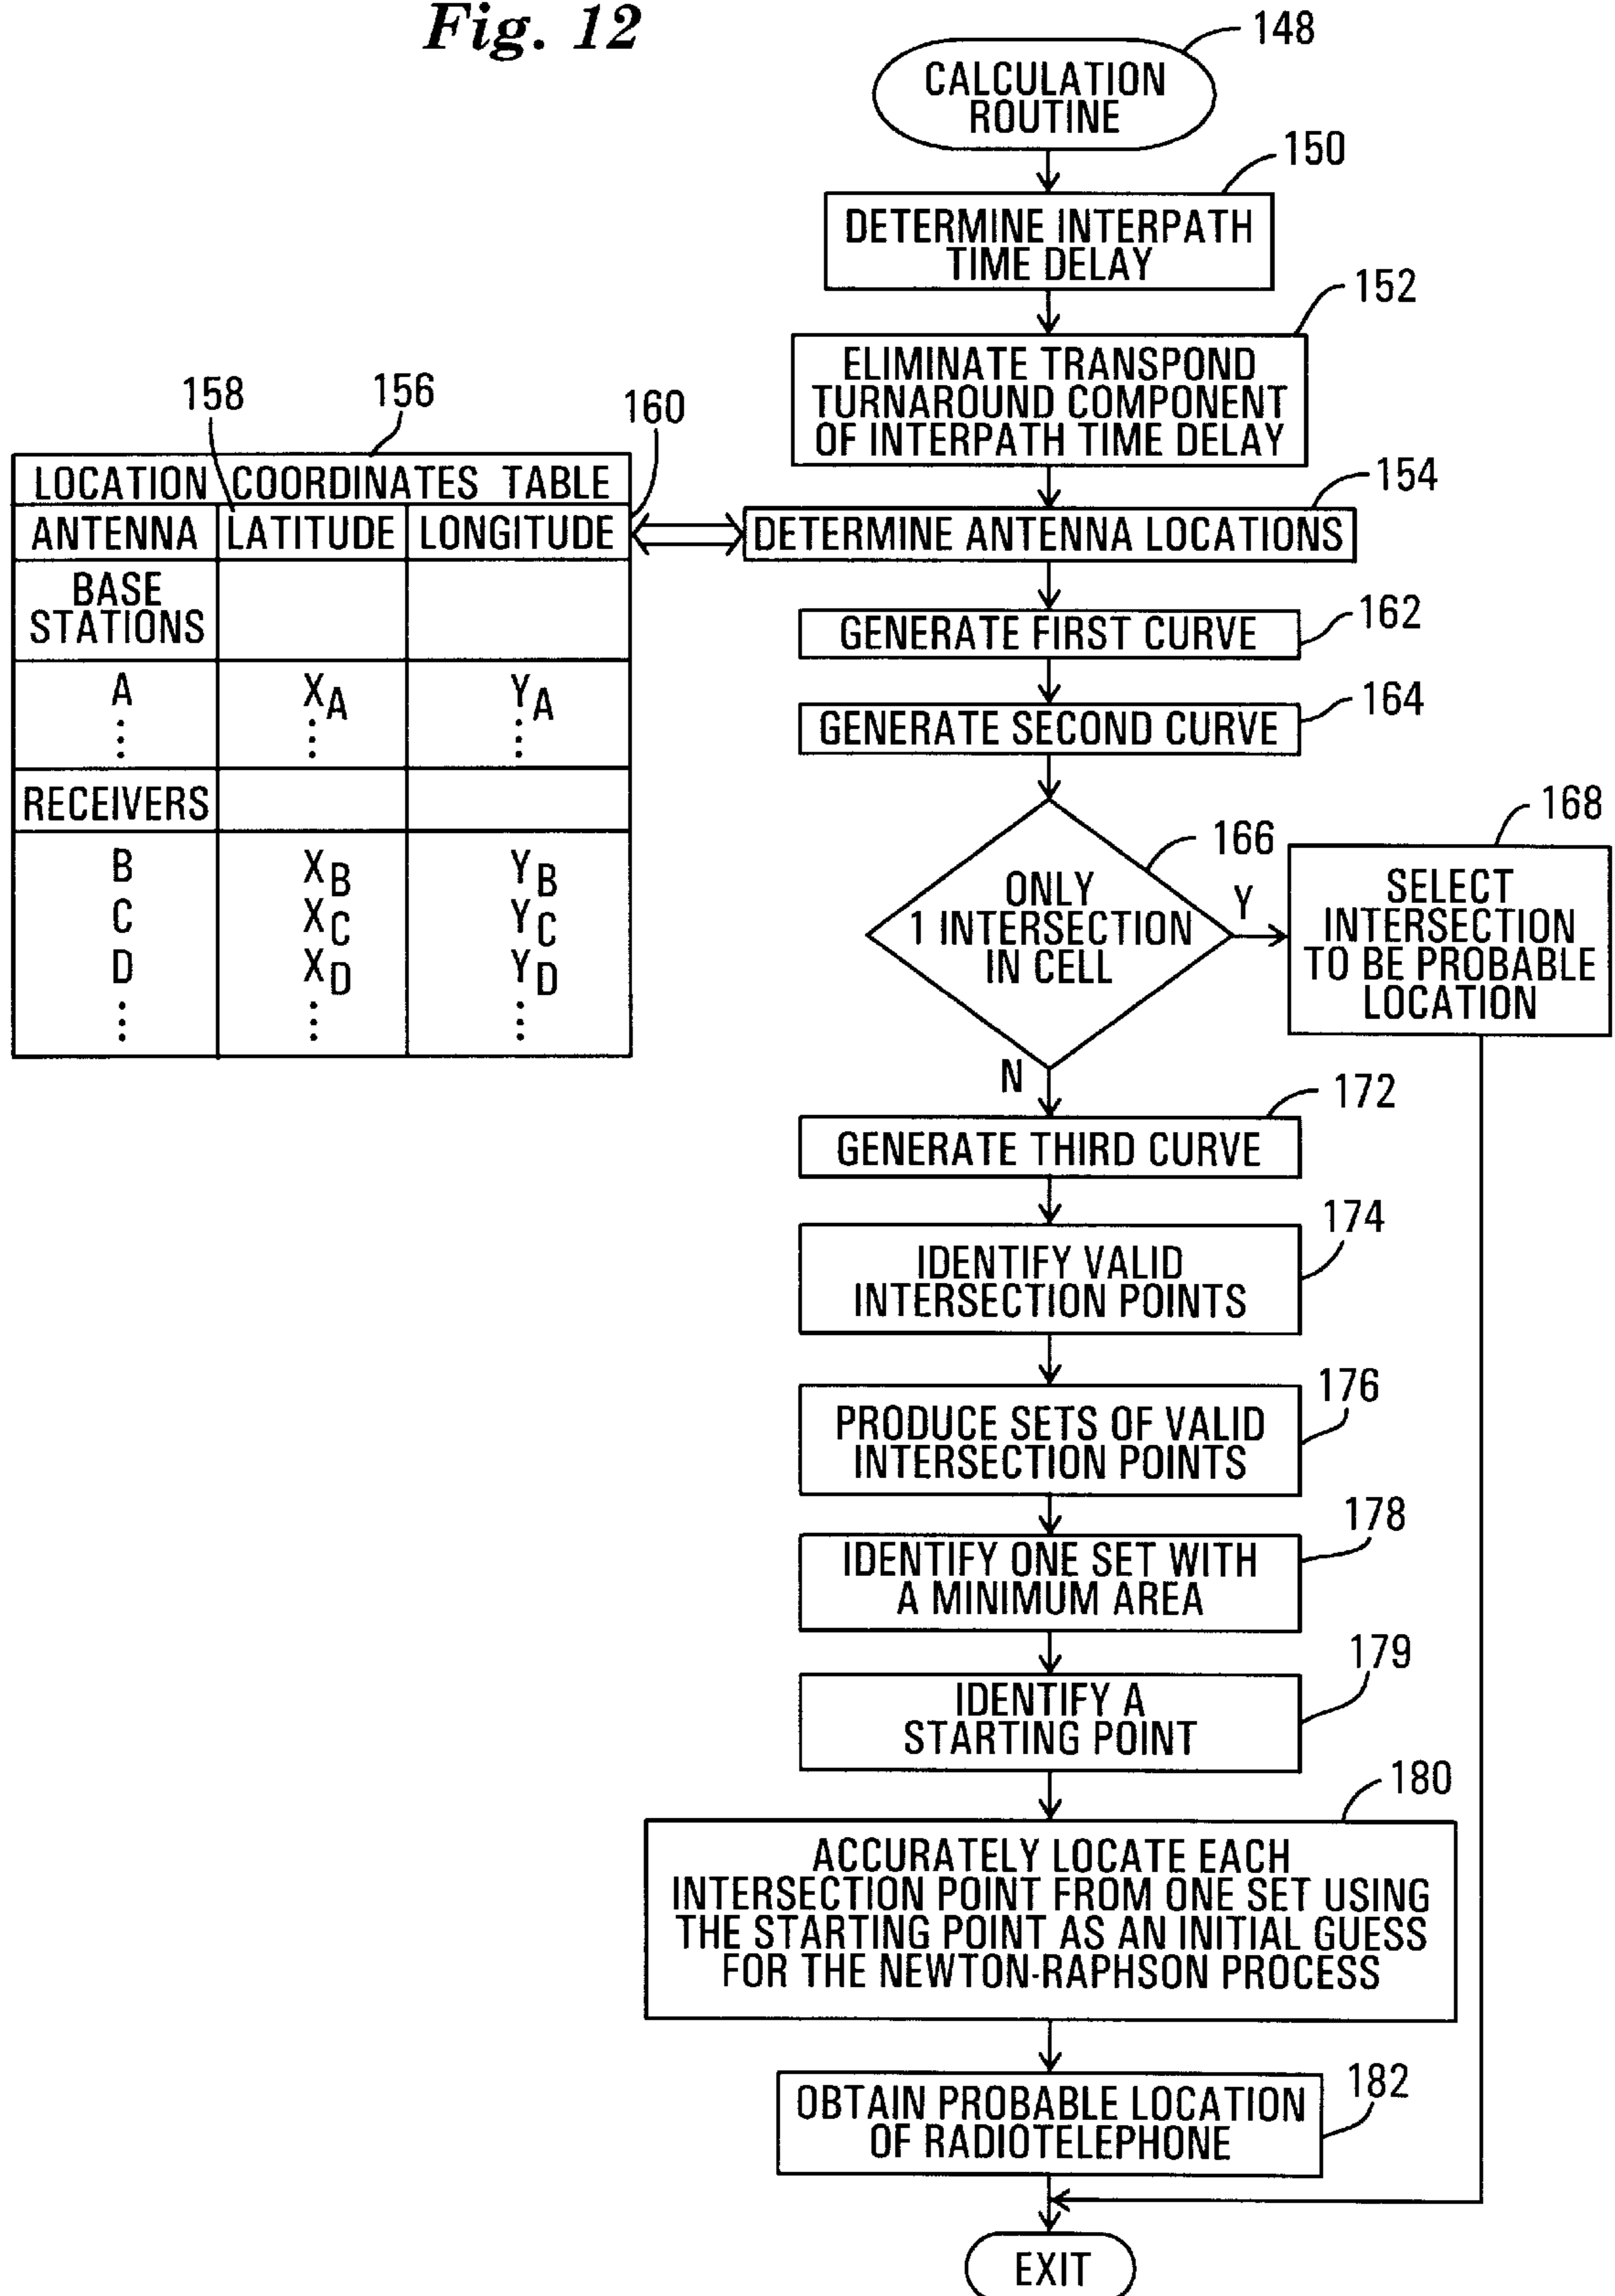 Fig. 12
148
CALCULATION
ROUTINE
150
DETERMINE INTERPATH
TIME DELAY
152
ELIMINATE TRANSPOND
TURNAROUND COMPONENT
OF INTERPATH TIME DELAY
158
156
160
LOCATION COORDINATES TABLE
ANTENNA LATITUDE LONGITUDE
BASE
STATIONS
A XA YA
⋮ ⋮ ⋮
RECEIVERS
B XB YB
C XC YC
D XD YD
⋮ ⋮ ⋮
154
DETERMINE ANTENNA LOCATIONS
162
GENERATE FIRST CURVE
164
GENERATE SECOND CURVE
166
ONLY
1 INTERSECTION
IN CELL
Y
168
SELECT
INTERSECTION
TO BE PROBABLE
LOCATION
N
172
GENERATE THIRD CURVE
174
IDENTIFY VALID
INTERSECTION POINTS
176
PRODUCE SETS OF VALID
INTERSECTION POINTS
178
IDENTIFY ONE SET WITH
A MINIMUM AREA
179
IDENTIFY A
STARTING POINT
180
ACCURATELY LOCATE EACH
INTERSECTION POINT FROM ONE SET USING
THE STARTING POINT AS AN INITIAL GUESS
FOR THE NEWTON-RAPHSON PROCESS
182
OBTAIN PROBABLE LOCATION
OF RADIOTELEPHONE
EXIT